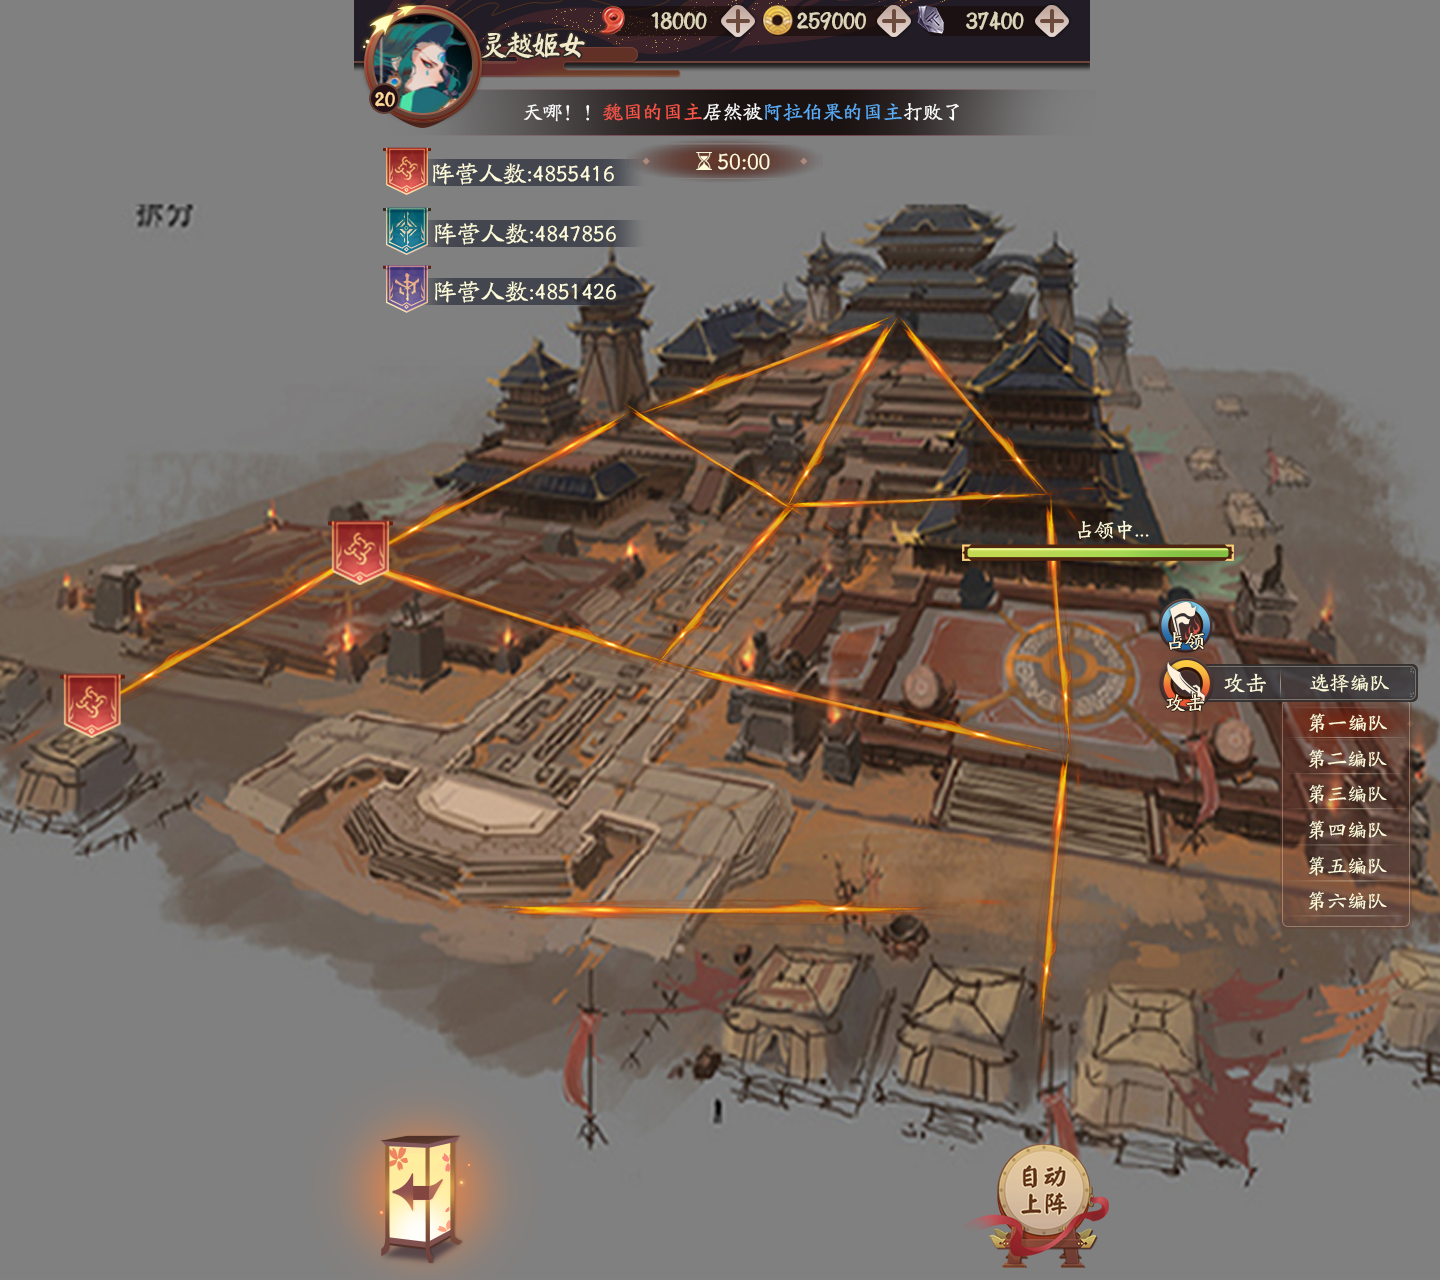 18000
259000
37400
灵越姬女
20
天哪！！魏国的国主居然被阿拉伯果的国主打败了
50:00
阵营人数:4855416
拆分
阵营人数:4847856
阵营人数:4851426
占领中...
占领
攻击
攻击
选择编队
第一编队
第二编队
第三编队
第四编队
第五编队
第六编队
自动
上阵